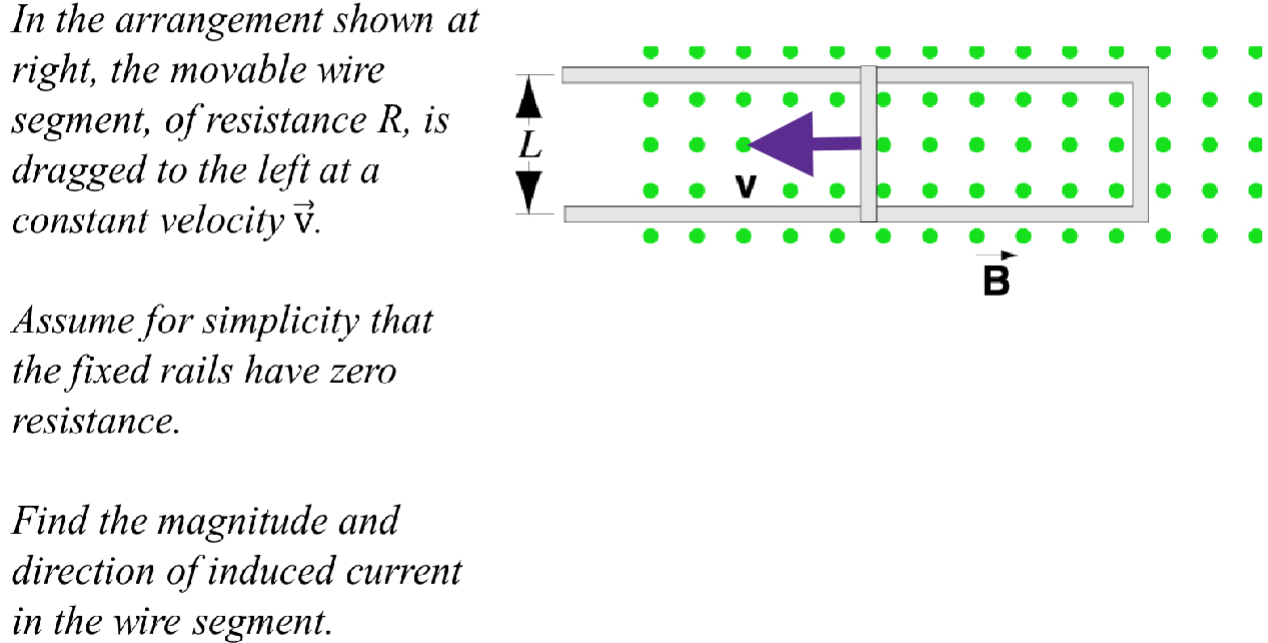 In the arrangement shown at
right, the movable wire
segment, of resistance R, is
dragged to the left at a
constant velocity v⃗.
Assume for simplicity that
the fixed rails have zero
resistance.
Find the magnitude and
direction of induced current
in the wire segment.
L
v
B⃗